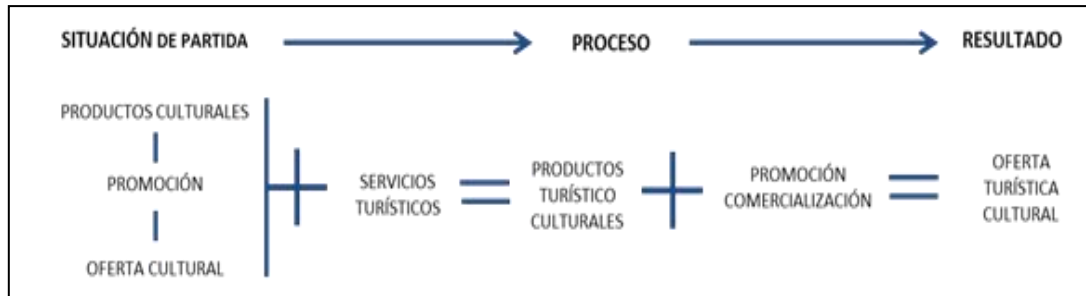 SITUACIÓN DE PARTIDA
PROCESO
RESULTADO
PRODUCTOS CULTURALES
PROMOCIÓN
OFERTA CULTURAL
SERVICIOS
TURÍSTICOS
PRODUCTOS
TURÍSTICO
CULTURALES
PROMOCIÓN
COMERCIALIZACIÓN
OFERTA
TURÍSTICA
CULTURAL